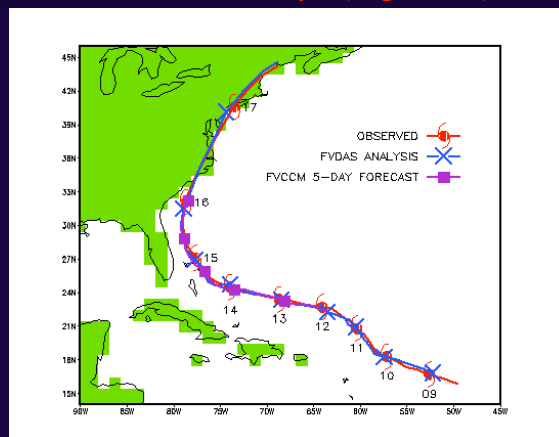 45N
42N
39N
36N
33N
30N
27N
24N
21N
18N
15N
90W 85W 80W 75W 70W 65W 60W 55W 50W 45W
OBSERVED
FVDAS ANALYSIS
FVCCM 5-DAY FORECAST
17
16
15
14
13
12
11
10
09